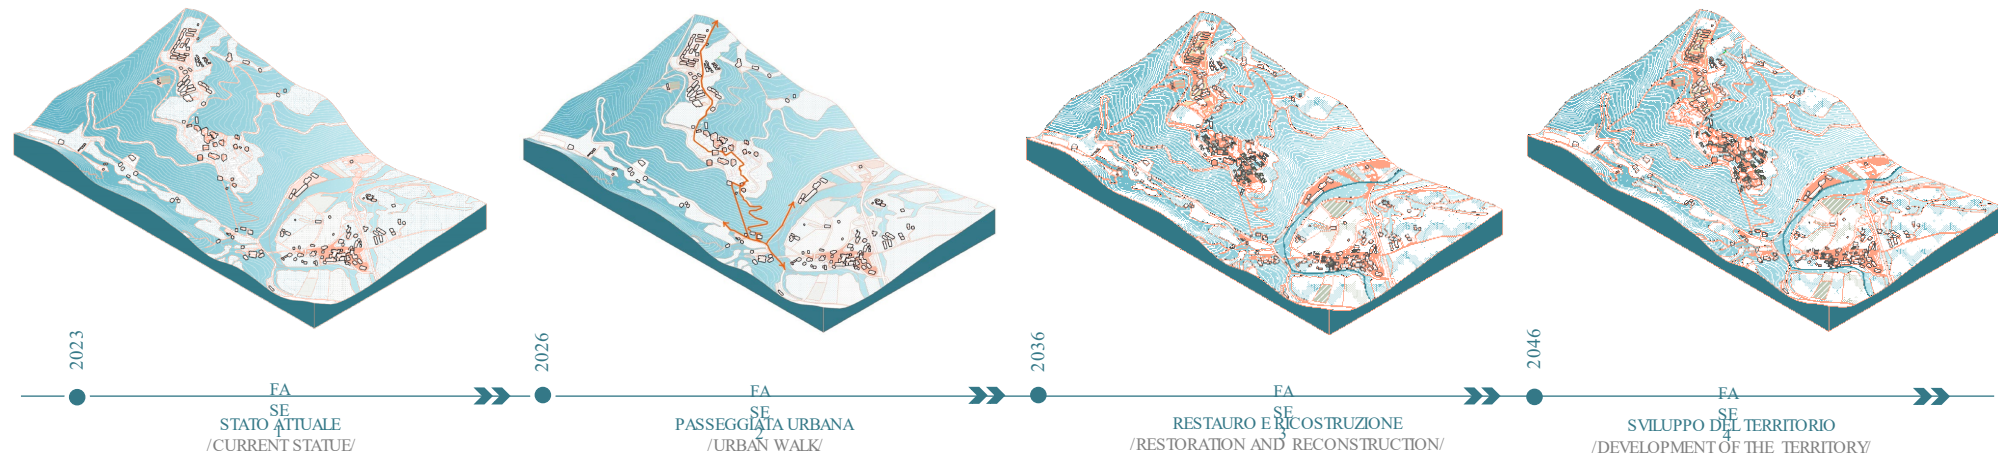 2023
FA
SE
1
STATO ATTUALE
/CURRENT STATUE/
2026
FA
SE
2
PASSEGGIATA URBANA
/URBAN WALK/
2036
FA
SE
3
RESTAURO E RICOSTRUZIONE
/RESTORATION AND RECONSTRUCTION/
2046
FA
SE
4
SVILUPPO DEL TERRITORIO
/DEVELOPMENT OF THE TERRITORY/